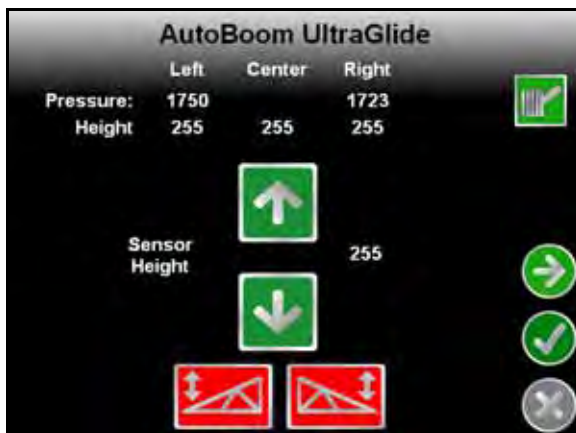 AutoBoom UltraGlide
Left Center Right
Pressure: 1750 1723
Height 255 255 255
Sensor
Height 255